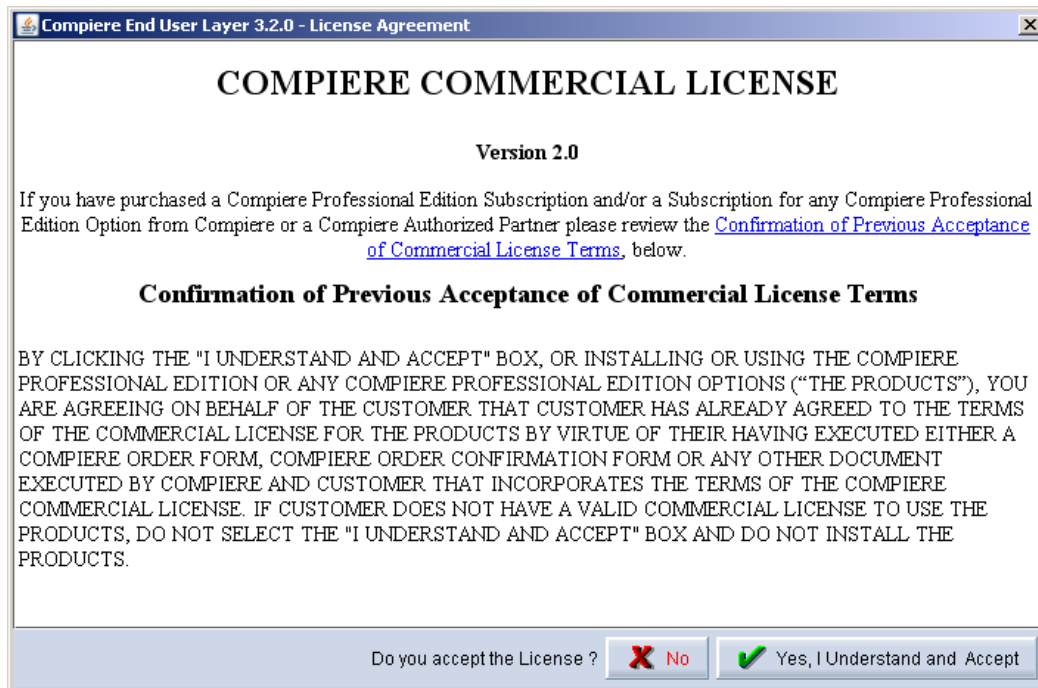 Compiere End User Layer 3.2.0 - License Agreement
COMPIERE COMMERCIAL LICENSE
Version 2.0
If you have purchased a Compiere Professional Edition Subscription and/or a Subscription for any Compiere Professional
Edition Option from Compiere or a Compiere Authorized Partner please review the Confirmation of Previous Acceptance
of Commercial License Terms, below.
Confirmation of Previous Acceptance of Commercial License Terms
BY CLICKING THE "I UNDERSTAND AND ACCEPT" BOX, OR INSTALLING OR USING THE COMPIERE
PROFESSIONAL EDITION OR ANY COMPIERE PROFESSIONAL EDITION OPTIONS (“THE PRODUCTS”), YOU
ARE AGREEING ON BEHALF OF THE CUSTOMER THAT CUSTOMER HAS ALREADY AGREED TO THE TERMS
OF THE COMMERCIAL LICENSE FOR THE PRODUCTS BY VIRTUE OF THEIR HAVING EXECUTED EITHER A
COMPIERE ORDER FORM, COMPIERE ORDER CONFIRMATION FORM OR ANY OTHER DOCUMENT
EXECUTED BY COMPIERE AND CUSTOMER THAT INCORPORATES THE TERMS OF THE COMPIERE
COMMERCIAL LICENSE. IF CUSTOMER DOES NOT HAVE A VALID COMMERCIAL LICENSE TO USE THE
PRODUCTS, DO NOT SELECT THE "I UNDERSTAND AND ACCEPT" BOX AND DO NOT INSTALL THE
PRODUCTS.
Do you accept the License ? No Yes, I Understand and Accept